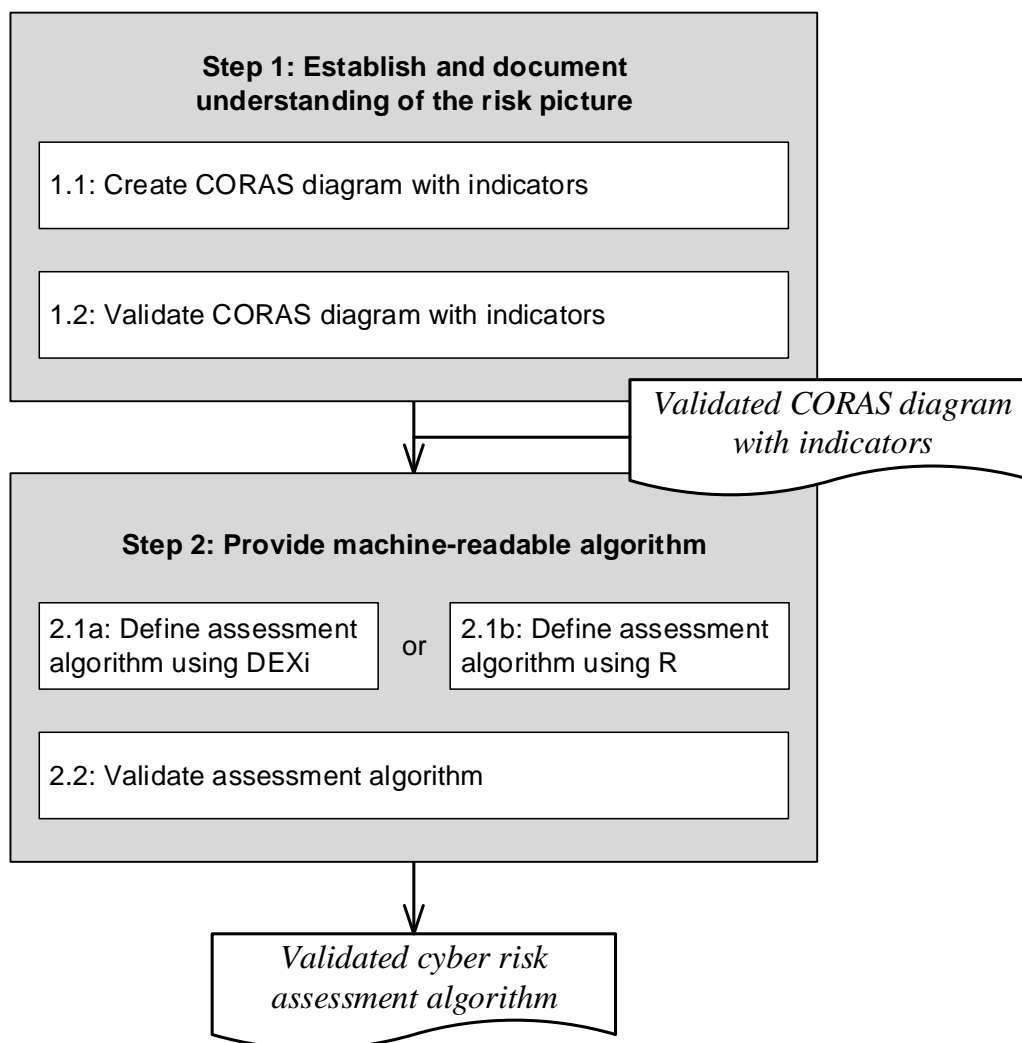 Step 1: Establish and document
understanding of the risk picture
1.1: Create CORAS diagram with indicators
1.2: Validate CORAS diagram with indicators
Validated CORAS diagram
with indicators
Step 2: Provide machine-readable algorithm
2.1a: Define assessment
algorithm using DEXi
or
2.1b: Define assessment
algorithm using R
2.2: Validate assessment algorithm
Validated cyber risk
assessment algorithm